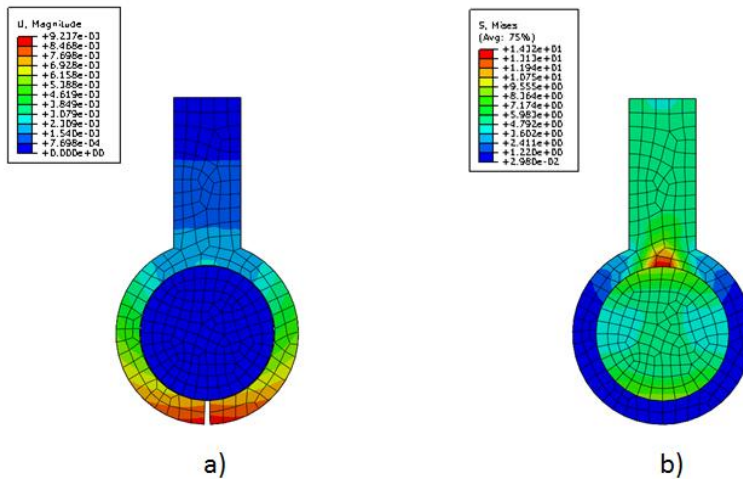 U, Magnitude
+9.237e-03
+8.468e-03
+7.698e-03
+6.928e-03
+6.158e-03
+5.388e-03
+4.619e-03
+3.849e-03
+3.079e-03
+2.309e-03
+1.540e-03
+7.698e-04
+0.000e+00
S, Mises
(Avg: 75%)
+1.432e+01
+1.313e+01
+1.194e+01
+1.075e+01
+9.555e+00
+8.364e+00
+7.174e+00
+5.983e+00
+4.792e+00
+3.602e+00
+2.411e+00
+1.220e+00
+2.980e-02
a)
b)